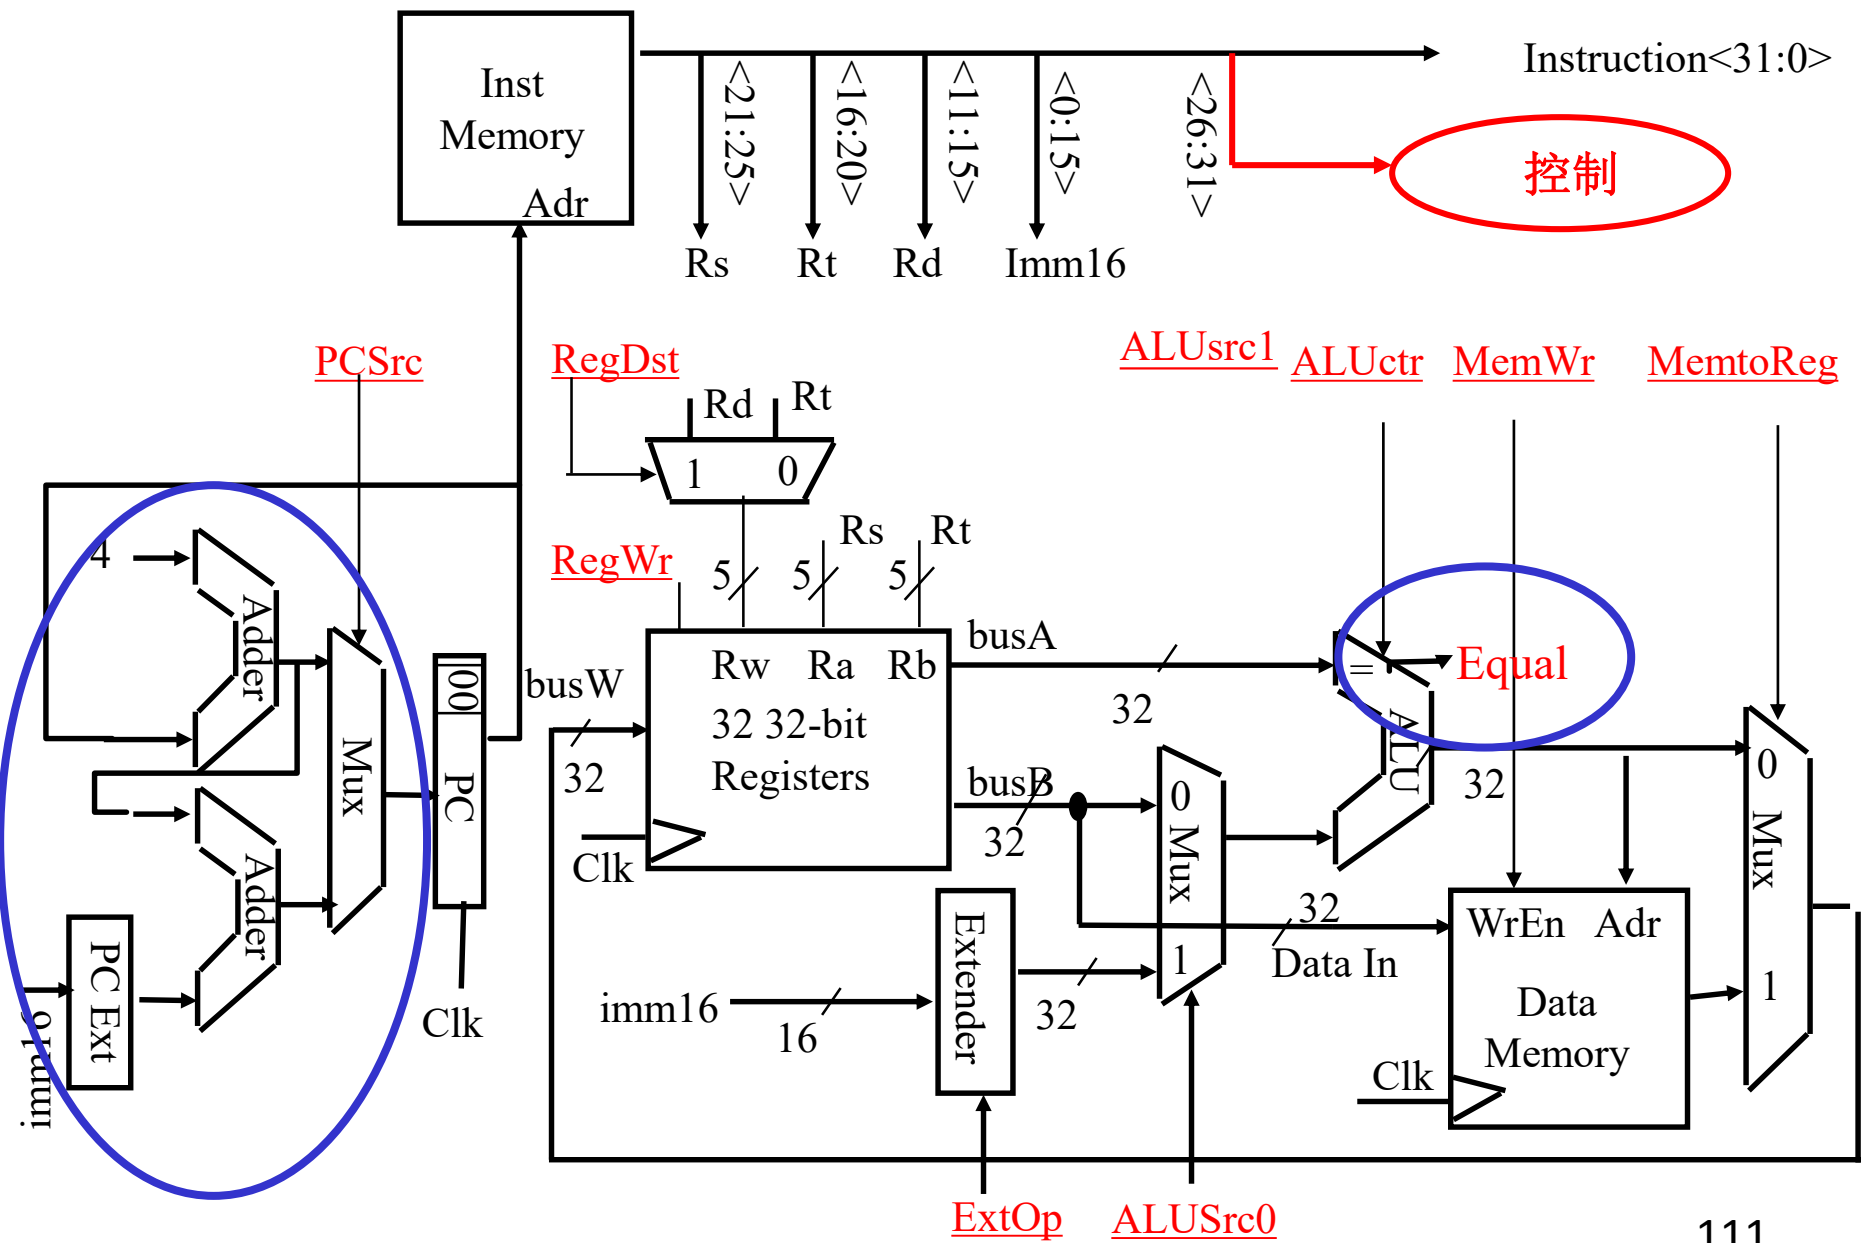 Inst
Memory
Adr
<21:25>
<16:20>
<11:15>
<0:15>
<26:31>
Instruction<31:0>
控制
Rs
Rt
Rd
Imm16
PCSrc
RegDst
ALUsrc1
ALUctr
MemWr
MemtoReg
Rd
Rt
1
0
4
Adder
RegWr
5
5
Rs
5
Rt
Mux
00
PC
busW
32
Rw
Ra
Rb
32 32-bit
Registers
busA
32
busB
32
=
Equal
ALU
32
0
Mux
1
0
Mux
1
Clk
Adder
imm16
PC Ext
Clk
imm16
16
Extender
32
32
Data In
WrEn
Adr
Data
Memory
Clk
ExtOp
ALUSrc0
111